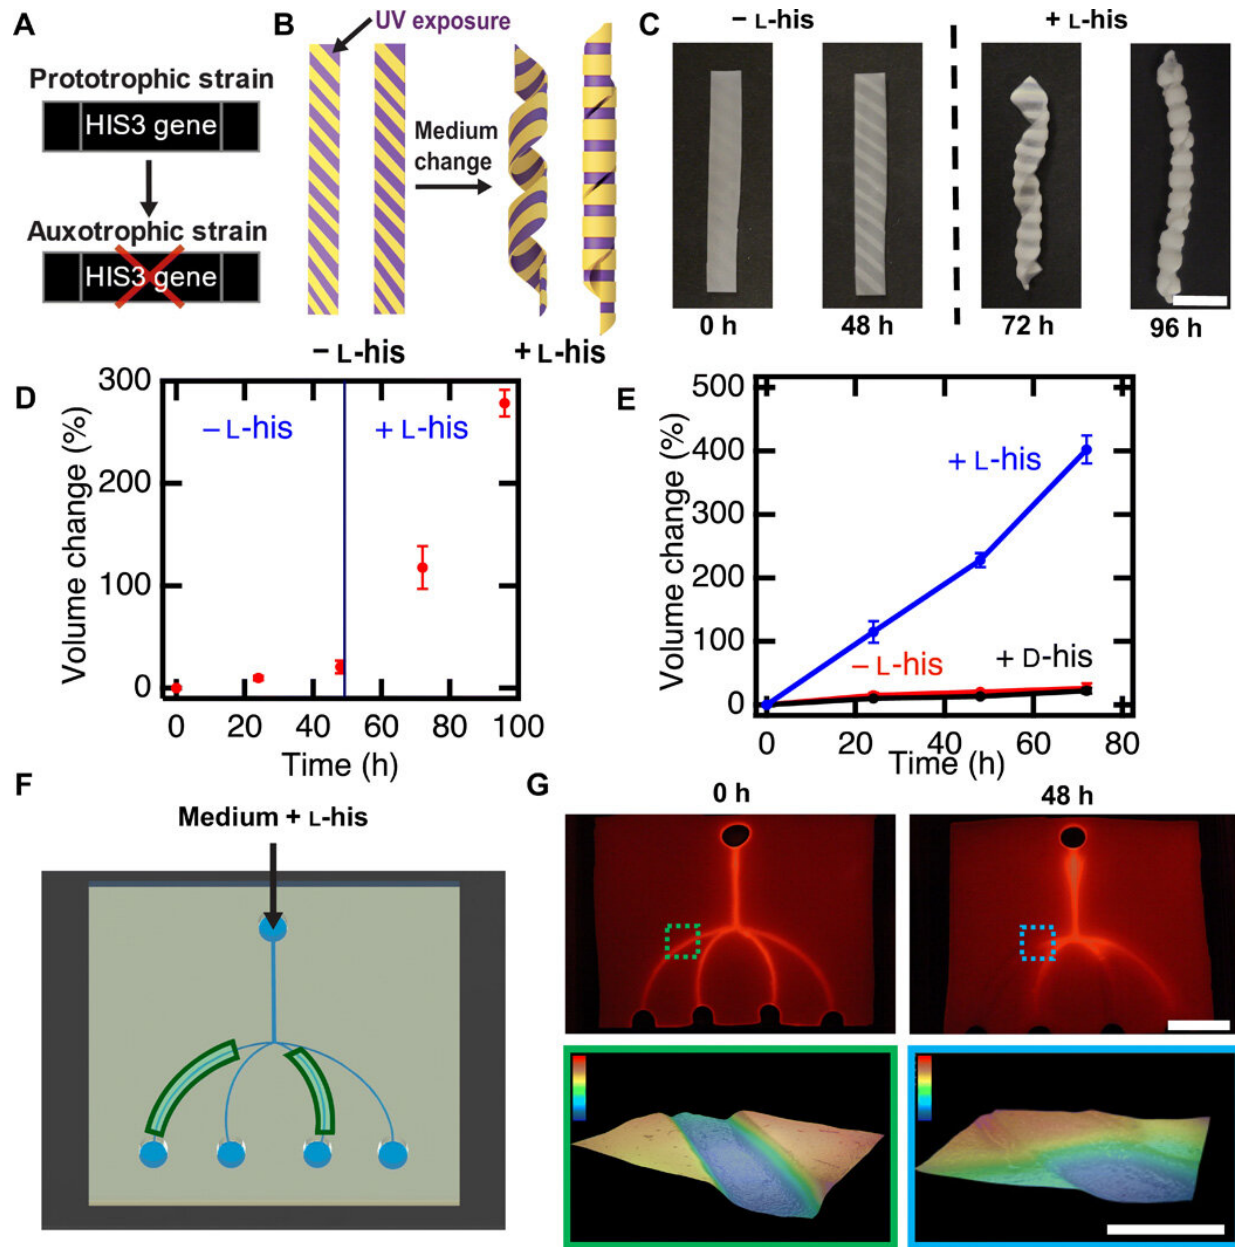 A
Prototrophic strain
HIS3 gene
Auxotrophic strain
HIS3 gene
B
UV exposure
Medium
change
– L-his
+ L-his
C
– L-his
+ L-his
0 h
48 h
72 h
96 h
D
Volume change (%)
300
200
100
0
– L-his
+ L-his
0
20
40
60
80
100
Time (h)
E
Volume change (%)
500
400
300
200
100
0
+ L-his
– L-his
+ D-his
0
20
40
60
80
Time (h)
F
Medium + L-his
G
0 h
48 h